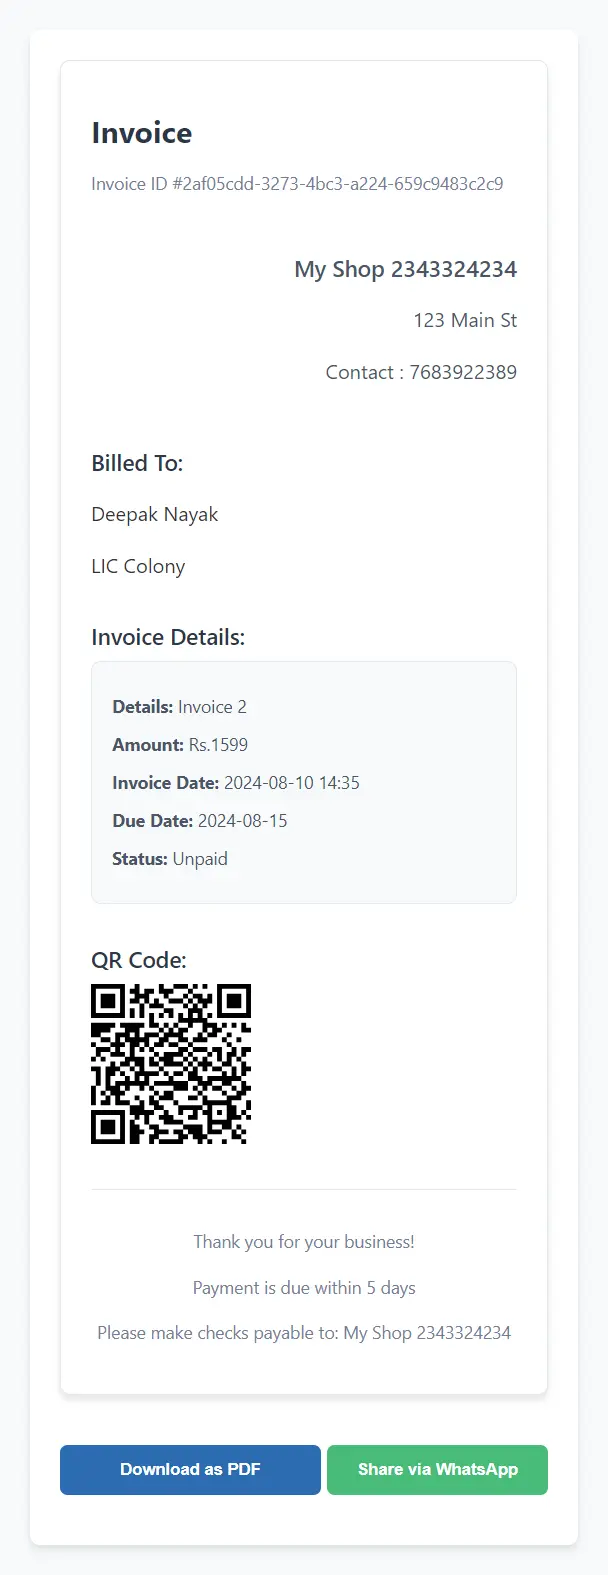 Invoice
Invoice ID #2af05cdd-3273-4bc3-a224-659c9483c2c9
My Shop 2343324234
123 Main St
Contact : 7683922389
Billed To:
Deepak Nayak
LIC Colony
Invoice Details:
Details: Invoice 2
Amount: Rs.1599
Invoice Date: 2024-08-10 14:35
Due Date: 2024-08-15
Status: Unpaid
QR Code:
Thank you for your business!
Payment is due within 5 days
Please make checks payable to: My Shop 2343324234
Download as PDF
Share via WhatsApp